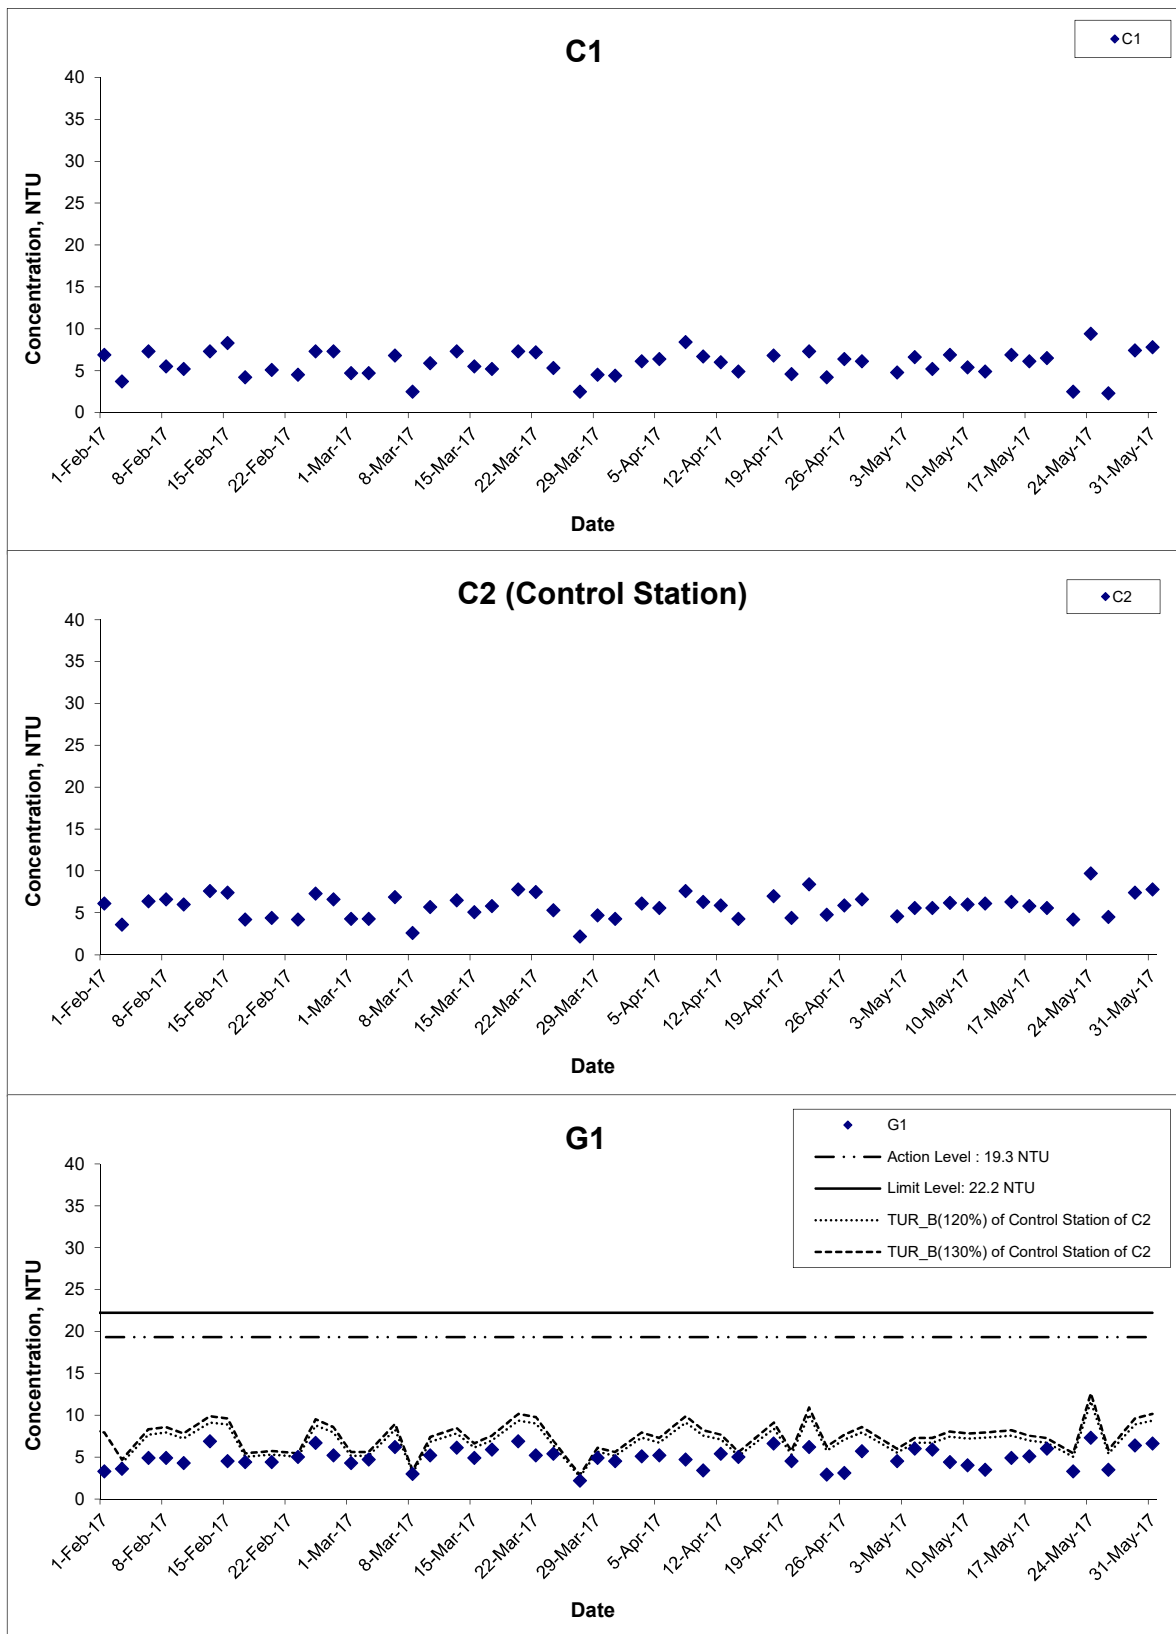 C1
C1
40
35
30
25
20
15
10
5
0
Concentration, NTU
1-Feb-17
8-Feb-17
15-Feb-17
22-Feb-17
1-Mar-17
8-Mar-17
15-Mar-17
22-Mar-17
29-Mar-17
5-Apr-17
12-Apr-17
19-Apr-17
26-Apr-17
3-May-17
10-May-17
17-May-17
24-May-17
31-May-17
Date
C2 (Control Station)
C2
40
35
30
25
20
15
10
5
0
Concentration, NTU
1-Feb-17
8-Feb-17
15-Feb-17
22-Feb-17
1-Mar-17
8-Mar-17
15-Mar-17
22-Mar-17
29-Mar-17
5-Apr-17
12-Apr-17
19-Apr-17
26-Apr-17
3-May-17
10-May-17
17-May-17
24-May-17
31-May-17
Date
G1
G1
Action Level : 19.3 NTU
Limit Level: 22.2 NTU
TUR_B(120%) of Control Station of C2
TUR_B(130%) of Control Station of C2
40
35
30
25
20
15
10
5
0
Concentration, NTU
1-Feb-17
8-Feb-17
15-Feb-17
22-Feb-17
1-Mar-17
8-Mar-17
15-Mar-17
22-Mar-17
29-Mar-17
5-Apr-17
12-Apr-17
19-Apr-17
26-Apr-17
3-May-17
10-May-17
17-May-17
24-May-17
31-May-17
Date